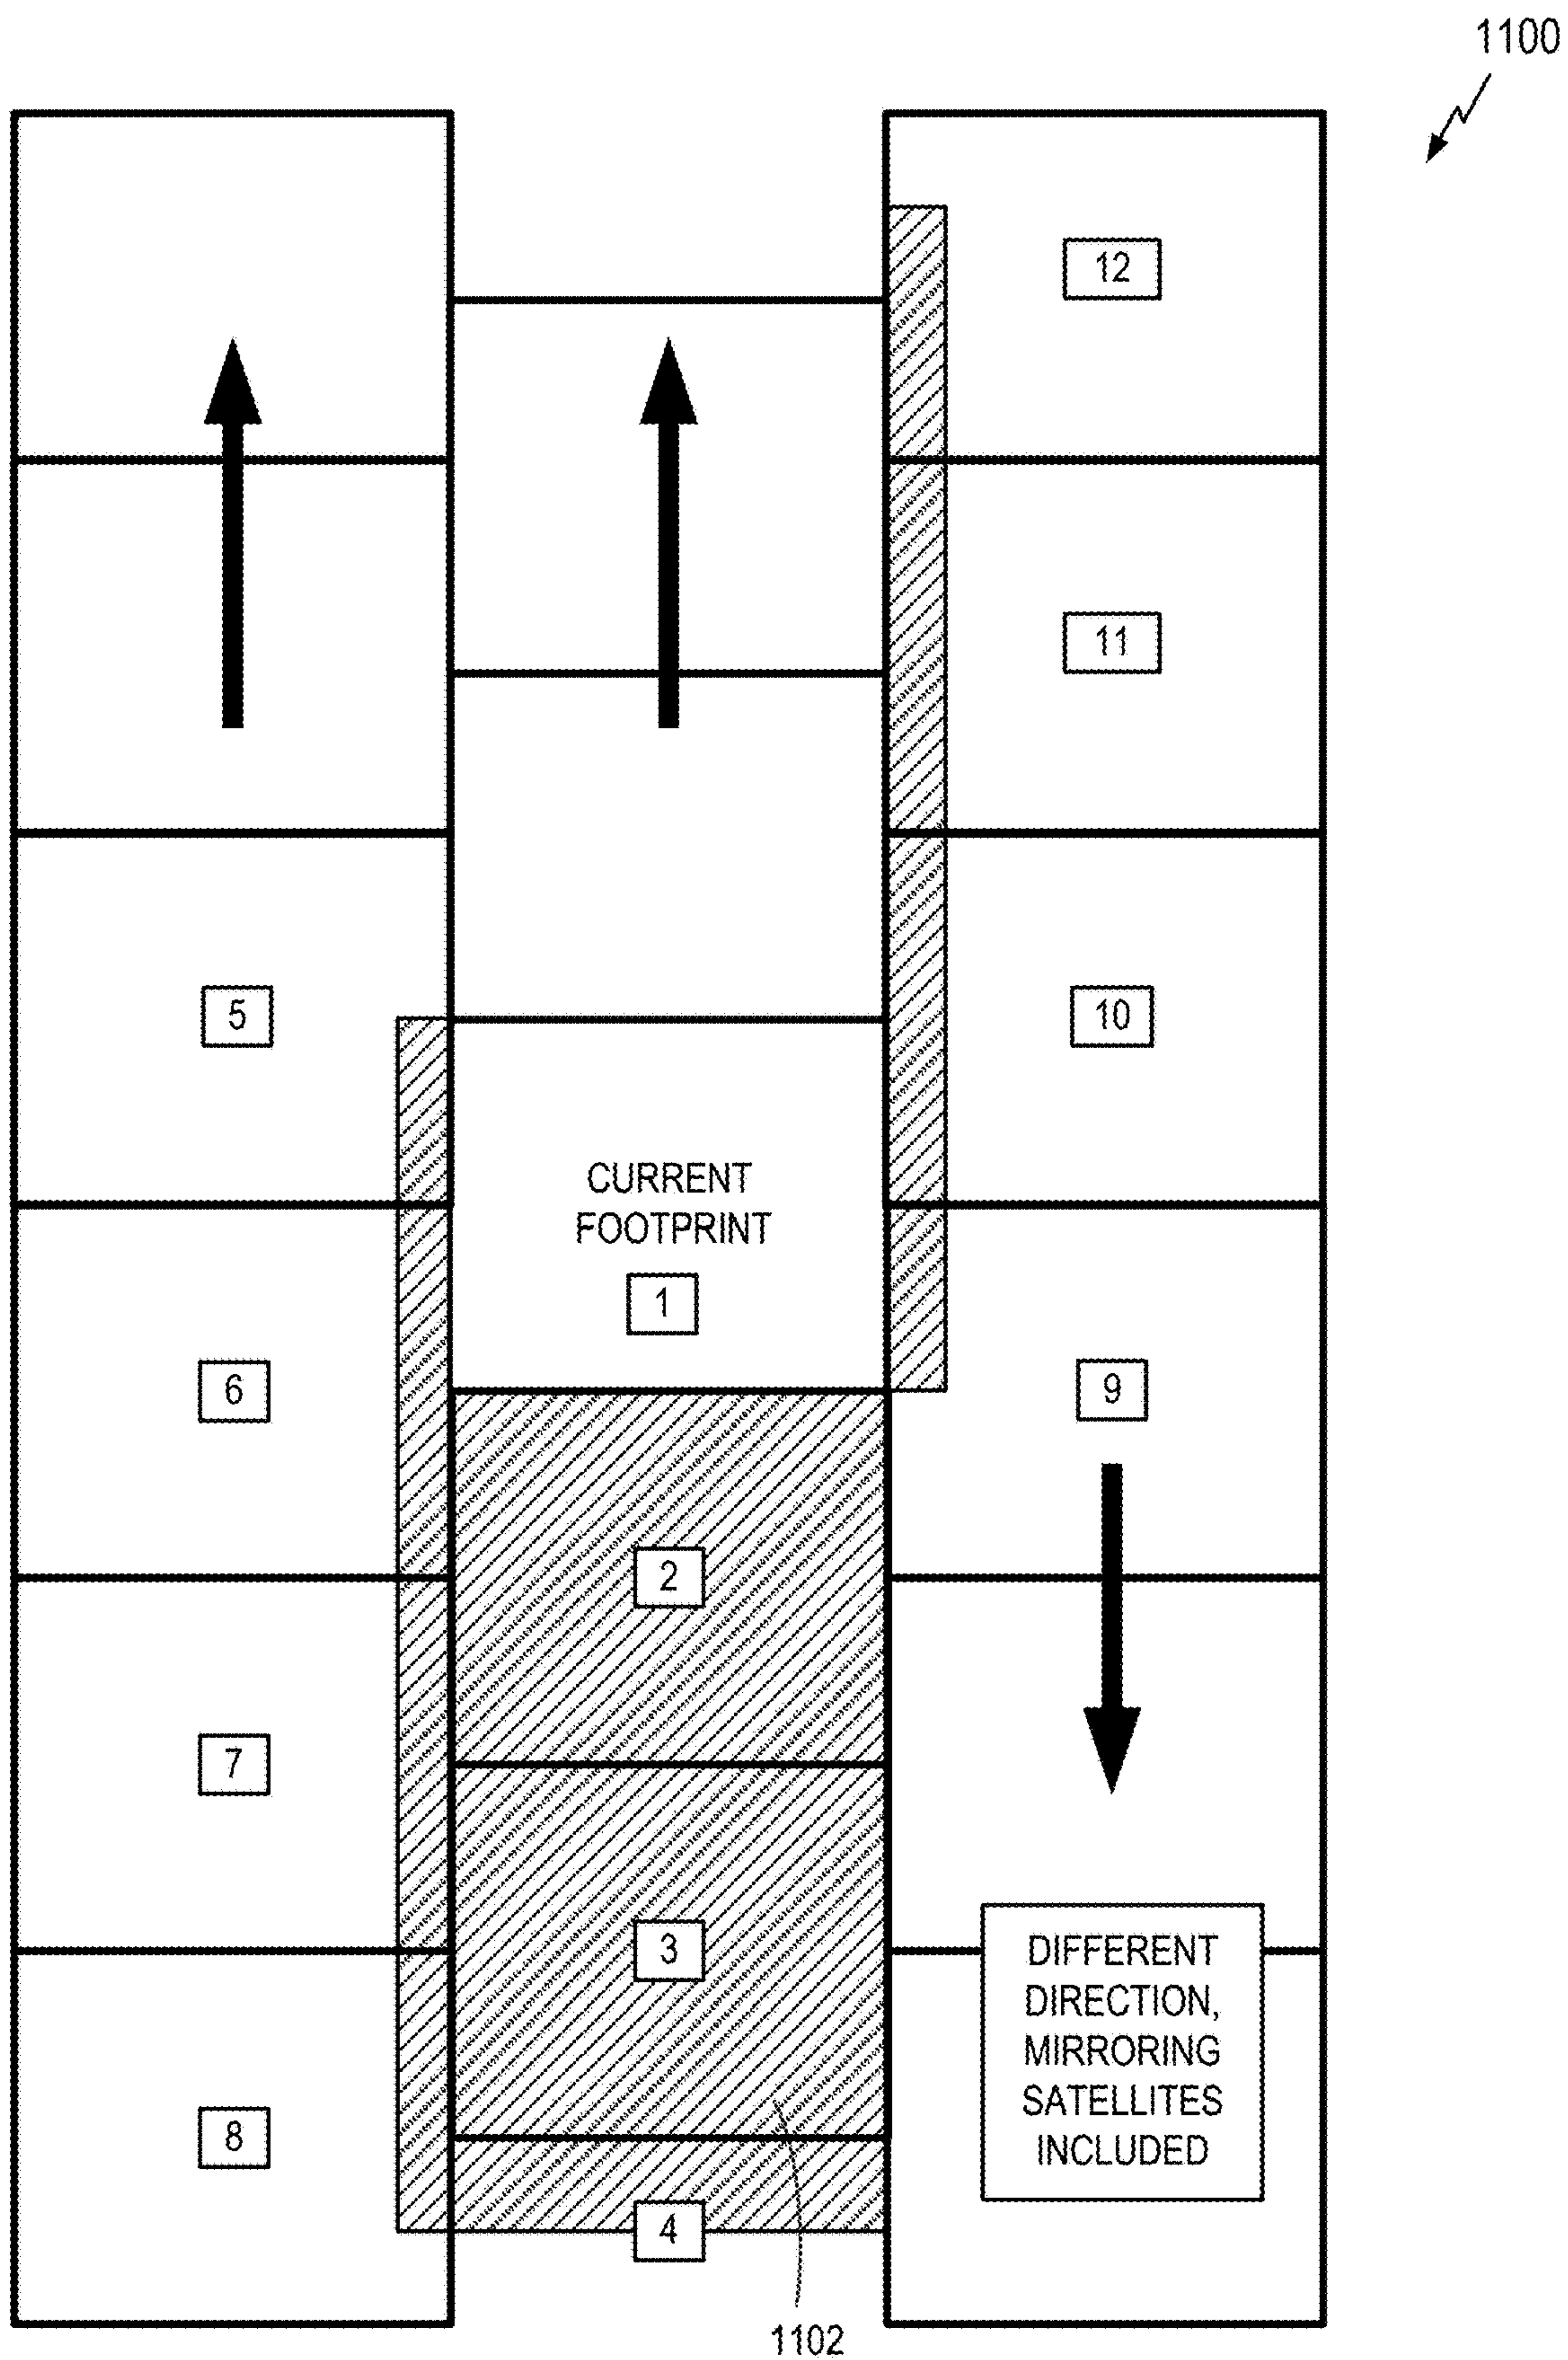 1100
12
11
5
10
CURRENT
FOOTPRINT
1
6
9
2
7
3
DIFFERENT
DIRECTION,
MIRRORING
SATELLITES
INCLUDED
8
4
1102